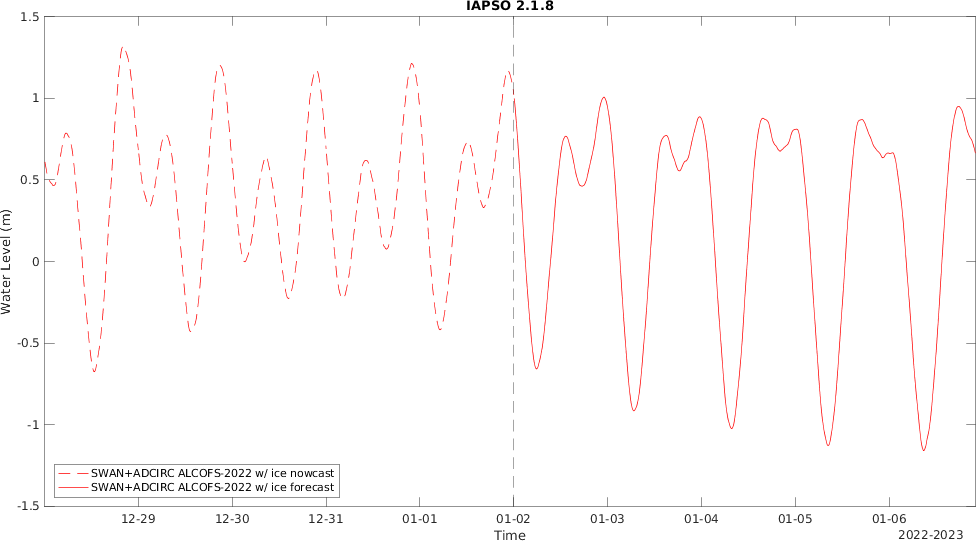 IAPSO 2.1.8
1.5
1
0.5
0
-0.5
-1
-1.5
Water Level (m)
SWAN+ADCIRC ALCOFS-2022 w/ ice nowcast
SWAN+ADCIRC ALCOFS-2022 w/ ice forecast
12-29 12-30 12-31 01-01 01-02 01-03 01-04 01-05 01-06
Time
2022-2023